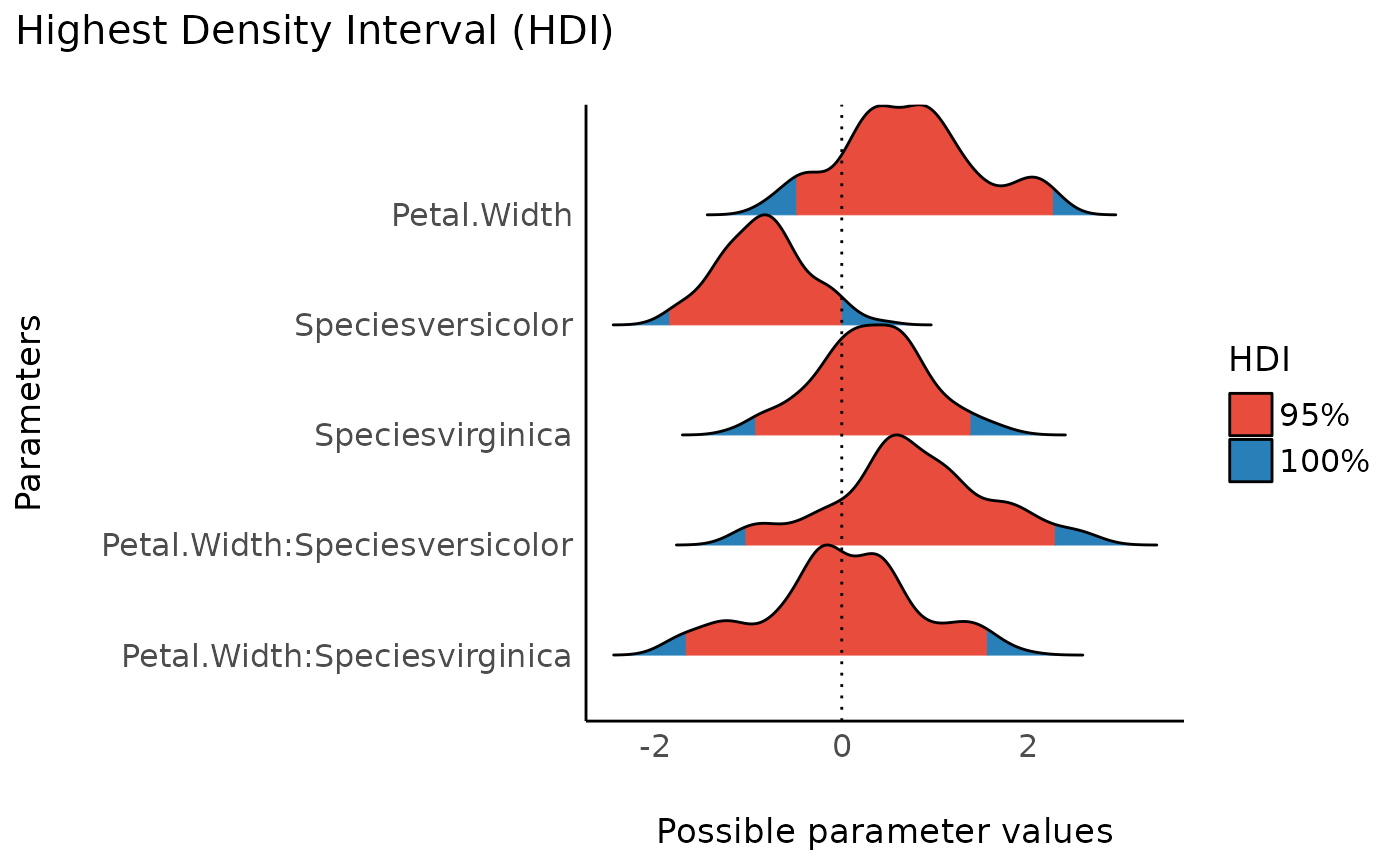 Highest Density Interval (HDI)
Parameters
Petal.Width
Speciesversicolor
Speciesvirginica
Petal.Width:Speciesversicolor
Petal.Width:Speciesvirginica
-2 0 2
Possible parameter values
HDI
95%
100%